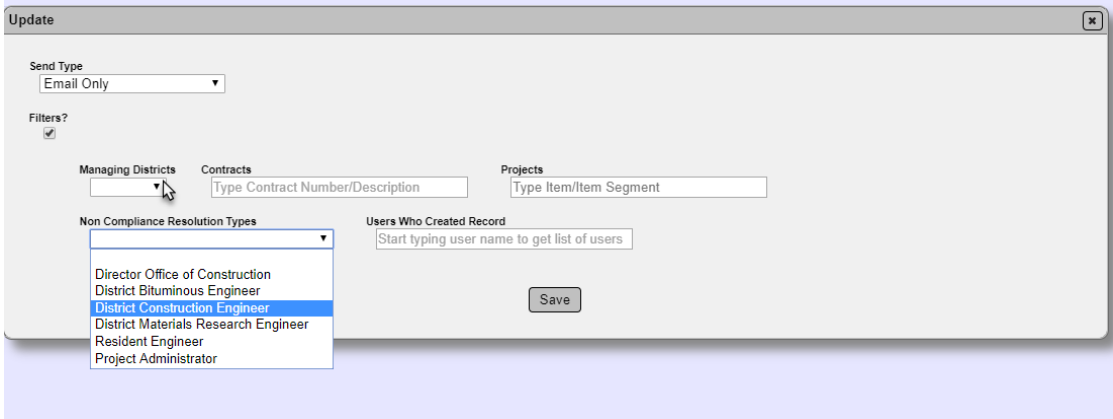 Update
Send Type
Email Only
Filters?
Managing Districts Contracts Projects
Type Contract Number/Description Type Item/Item Segment
Non Compliance Resolution Types Users Who Created Record
Start typing user name to get list of users
Director Office of Construction
District Bituminous Engineer
District Construction Engineer
District Materials Research Engineer
Resident Engineer
Project Administrator
Save